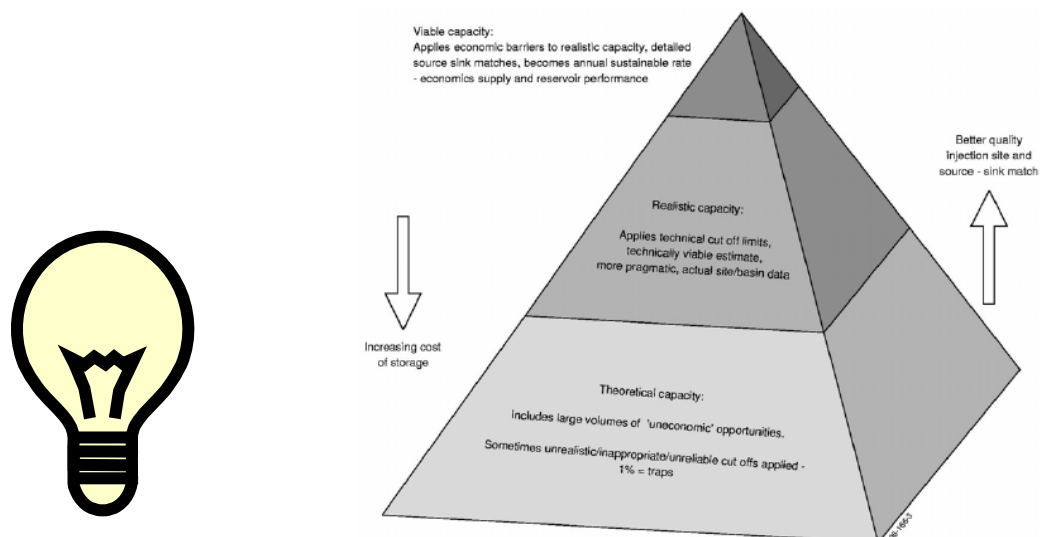 Viable capacity:
Applies economic barriers to realistic capacity, detailed
source sink matches, becomes annual sustainable rate
- economics supply and reservoir performance
Better quality
injection site and
source - sink match
Realistic capacity:
Applies technical cut off limits,
technically viable estimate,
more pragmatic, actual site/basin data
Increasing cost
of storage
Theoretical capacity:
Includes large volumes of 'uneconomic' opportunities.
Sometimes unrealistic/inappropriate/unreliable cut offs applied -
1% = traps